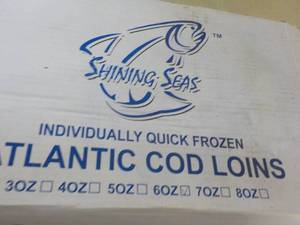 SHINING SEAS ™
INDIVIDUALLY QUICK FROZEN
ATLANTIC COD LOINS
3OZ☐ 4OZ☐ 5OZ☐ 6OZ☑ 7OZ☐ 8OZ☐